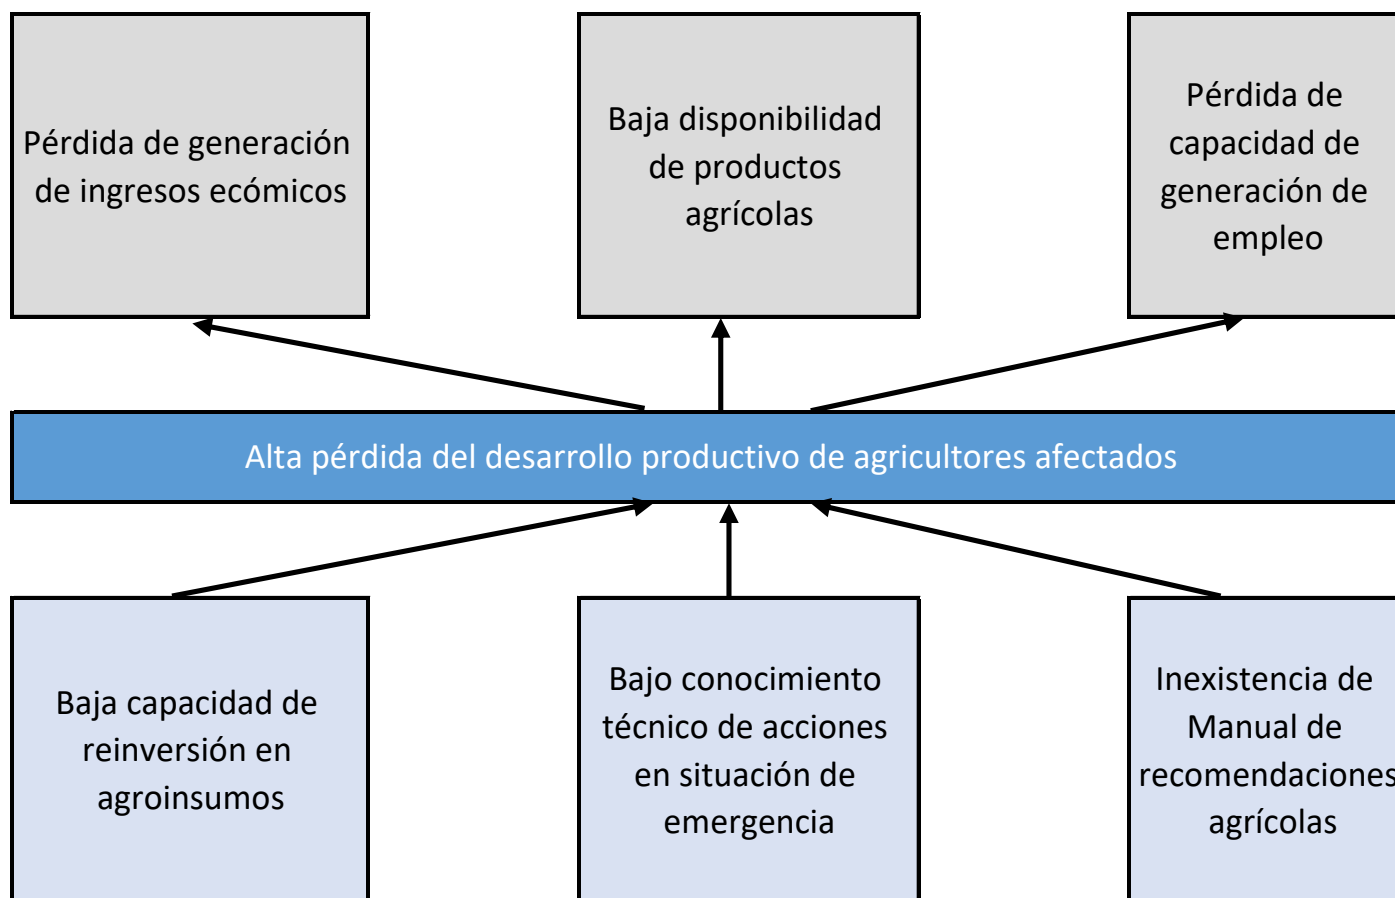 Pérdida de generación
de ingresos ecómicos
Baja disponibilidad
de productos
agrícolas
Pérdida de
capacidad de
generación de
empleo
Alta pérdida del desarrollo productivo de agricultores afectados
Baja capacidad de
reinversión en
agroinsumos
Bajo conocimiento
técnico de acciones
en situación de
emergencia
Inexistencia de
Manual de
recomendaciones
agrícolas